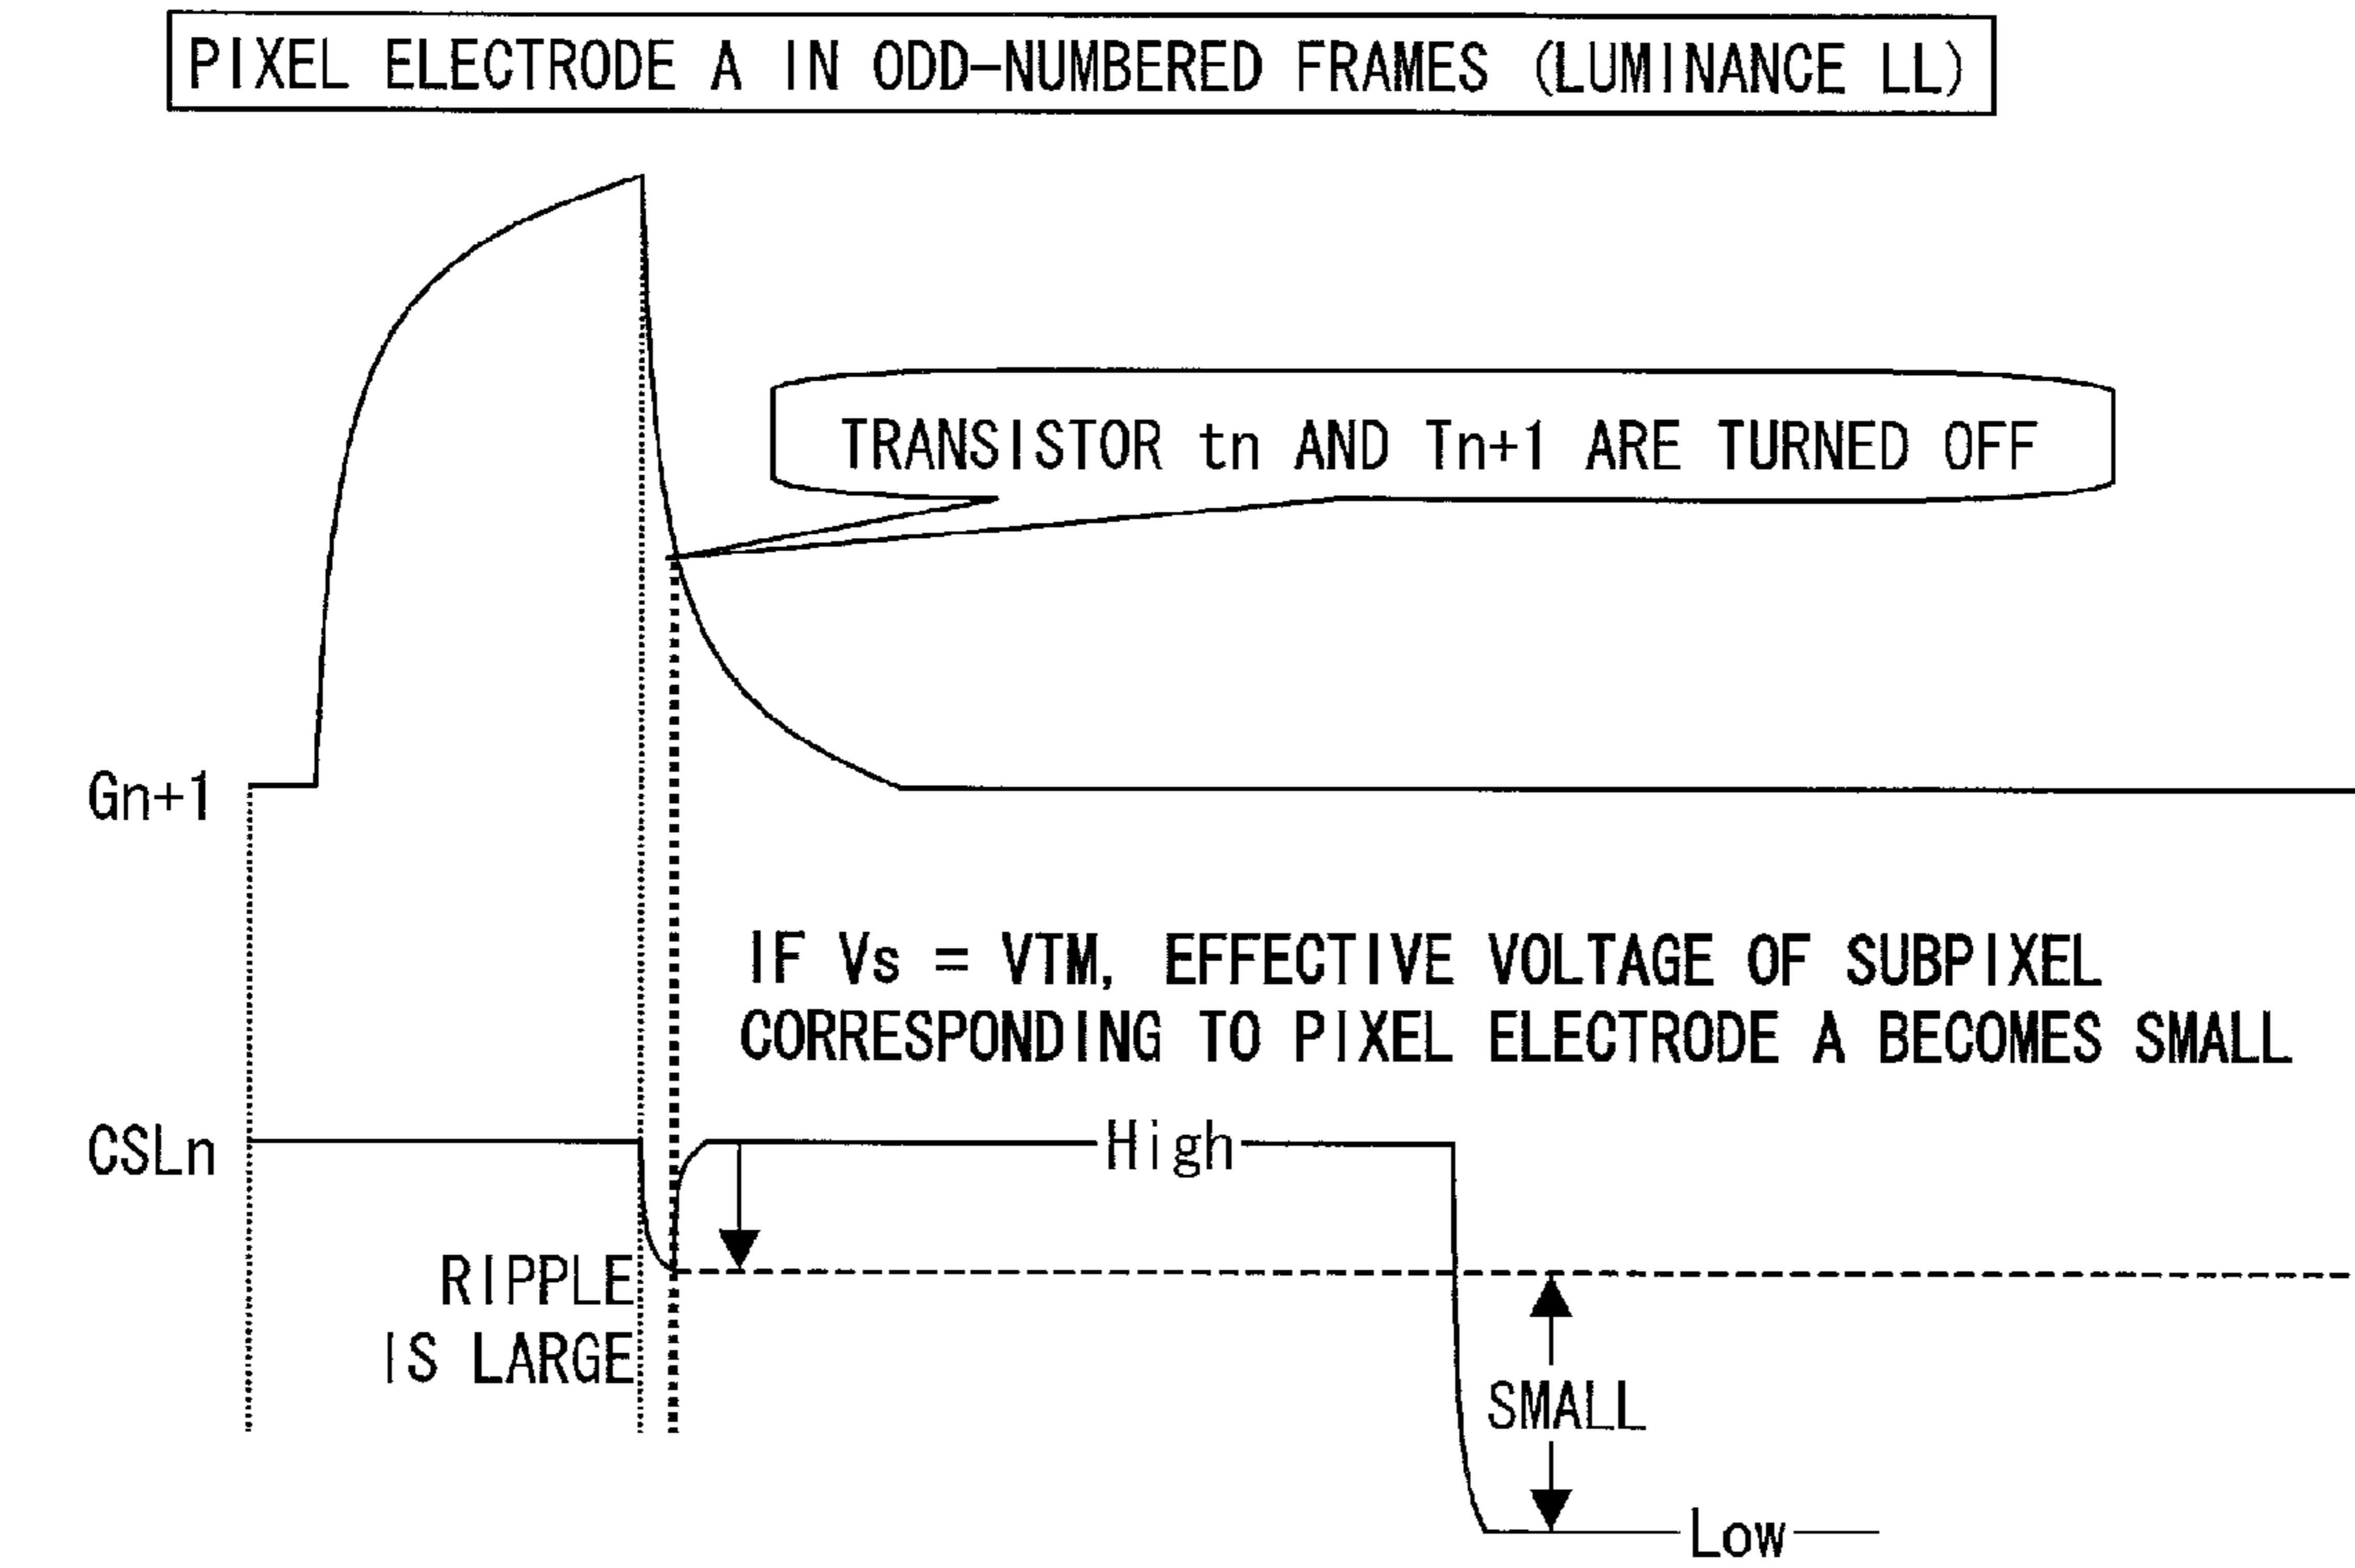 PIXEL ELECTRODE A IN ODD-NUMBERED FRAMES (LUMINANCE LL)
TRANSISTOR tn AND Tn+1 ARE TURNED OFF
Gn+1
IF Vs = VTM, EFFECTIVE VOLTAGE OF SUBPIXEL
CORRESPONDING TO PIXEL ELECTRODE A BECOMES SMALL
CSLn
High
RIPPLE
IS LARGE
SMALL
Low